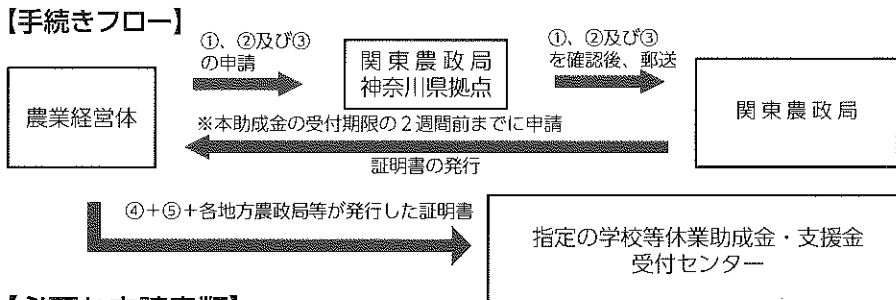 【手続きフロー】
①、②及び③
の申請
①、②及び③
を確認後、郵送
農業経営体
関東農政局
神奈川県拠点
関東農政局
※本助成金の受付期限の2週間前までに申請
証明書の発行
④+⑤+各地方農政局等が発行した証明書
指定の学校等休業助成金・支援金
受付センター